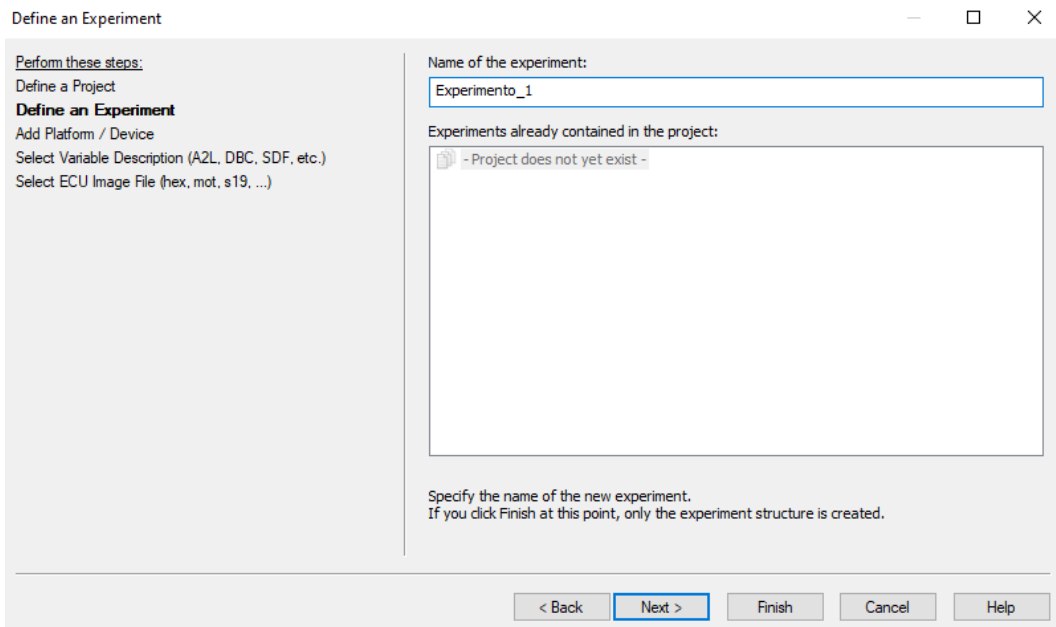 Define an Experiment
Perform these steps:
Define a Project
Define an Experiment
Add Platform / Device
Select Variable Description (A2L, DBC, SDF, etc.)
Select ECU Image File (hex, mot, s19, ...)
Name of the experiment:
Experimento_1
Experiments already contained in the project:
- Project does not yet exist -
Specify the name of the new experiment.
If you click Finish at this point, only the experiment structure is created.
< Back
Next >
Finish
Cancel
Help